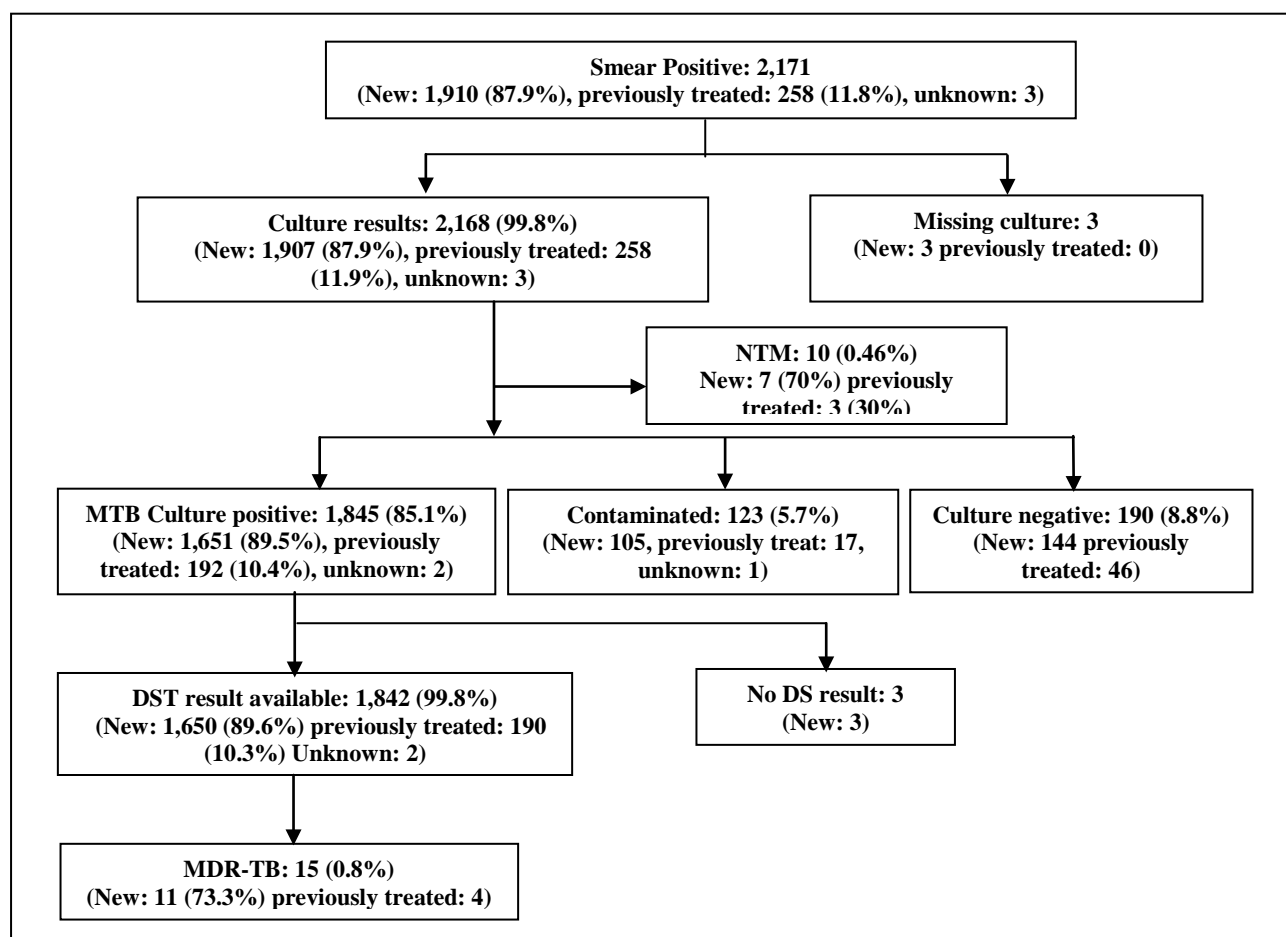 Smear Positive: 2,171
(New: 1,910 (87.9%), previously treated: 258 (11.8%), unknown: 3)
Culture results: 2,168 (99.8%)
(New: 1,907 (87.9%), previously treated: 258
(11.9%), unknown: 3)
Missing culture: 3
(New: 3 previously treated: 0)
NTM: 10 (0.46%)
New: 7 (70%) previously
treated: 3 (30%)
MTB Culture positive: 1,845 (85.1%)
(New: 1,651 (89.5%), previously
treated: 192 (10.4%), unknown: 2)
Contaminated: 123 (5.7%)
(New: 105, previously treat: 17,
unknown: 1)
Culture negative: 190 (8.8%)
(New: 144 previously
treated: 46)
DST result available: 1,842 (99.8%)
(New: 1,650 (89.6%) previously treated: 190
(10.3%) Unknown: 2)
No DS result: 3
(New: 3)
MDR-TB: 15 (0.8%)
(New: 11 (73.3%) previously treated: 4)